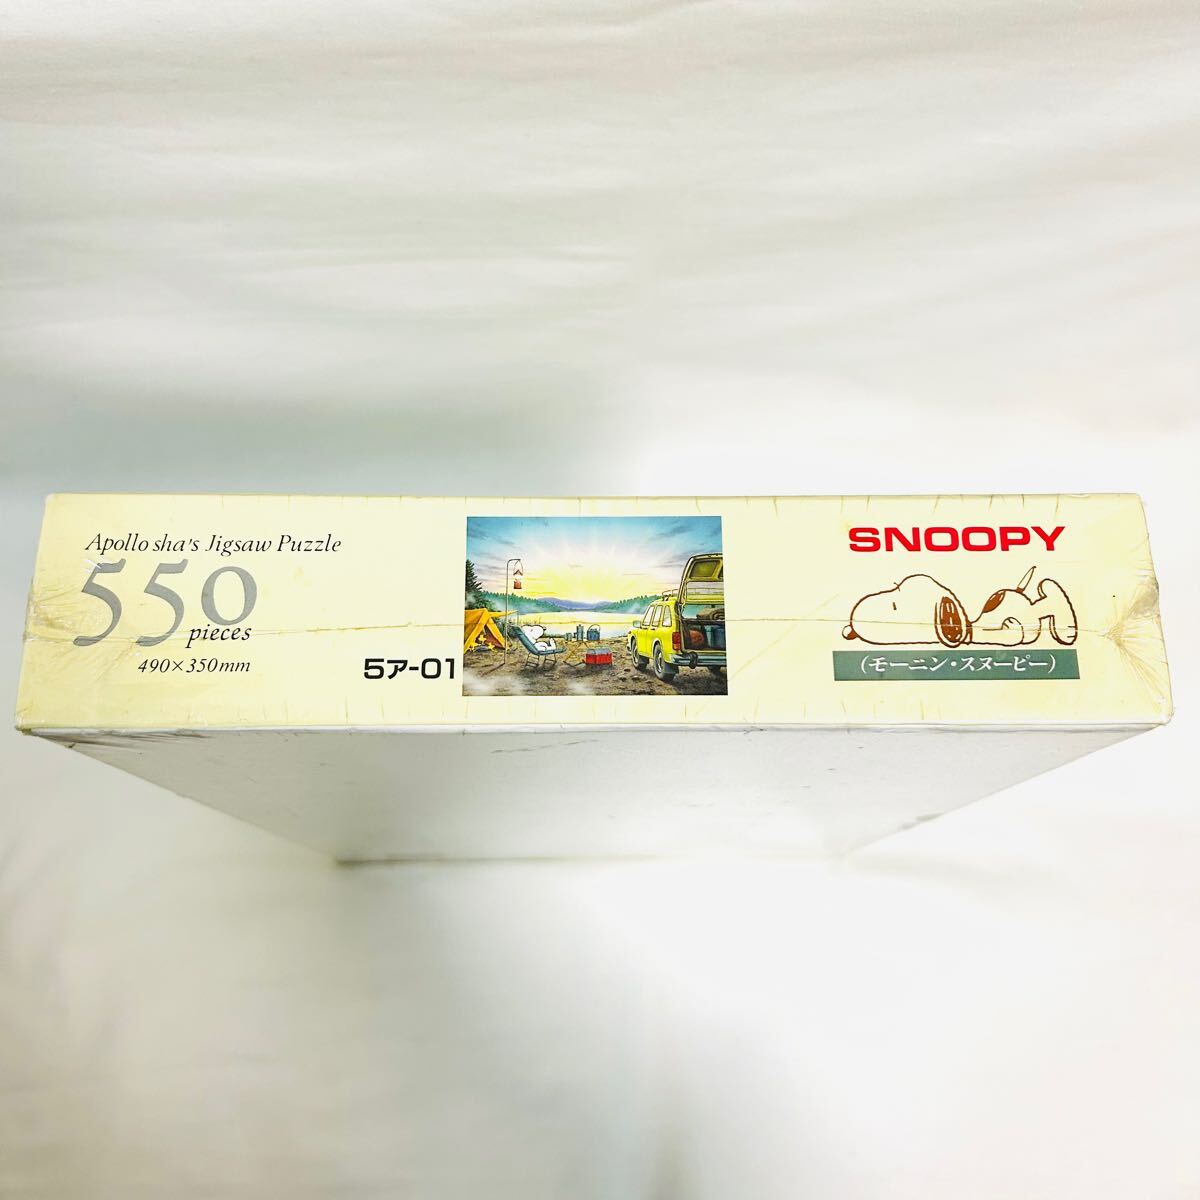 Apollo sha's Jigsaw Puzzle
550
pieces
490×350mm
5ア-01
SNOOPY
(モーニン・スヌーピー)